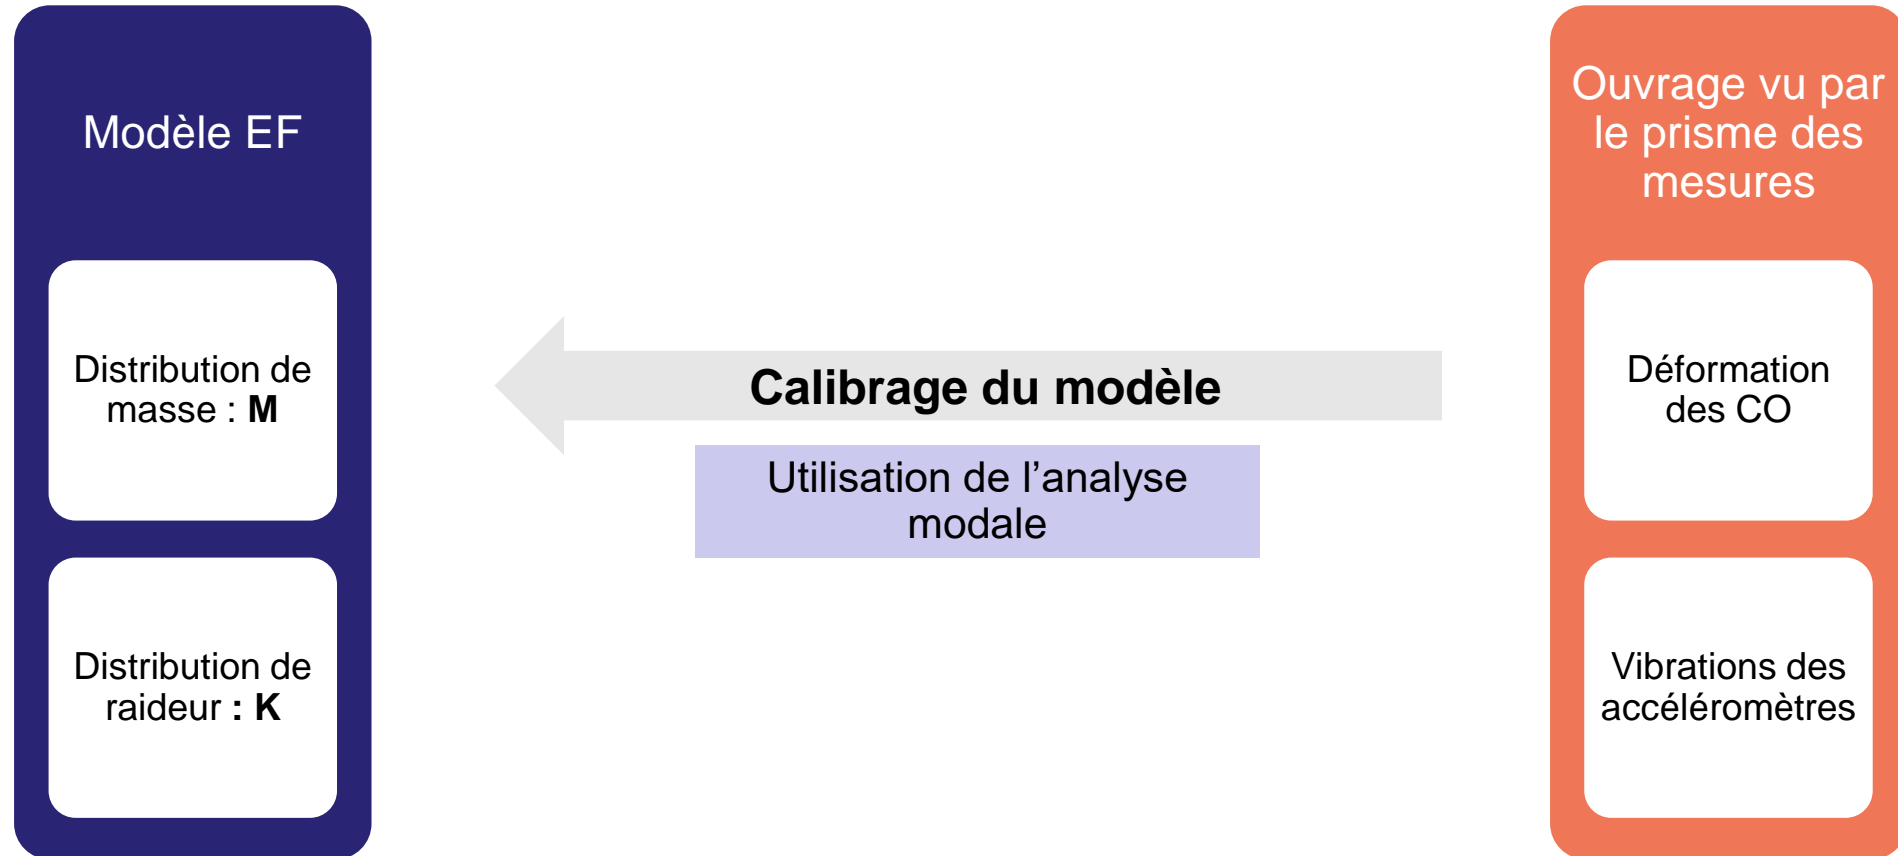 Modèle EF
Distribution de
masse : M
Distribution de
raideur : K
Calibrage du modèle
Utilisation de l'analyse
modale
Ouvrage vu par
le prisme des
mesures
Déformation
des CO
Vibrations des
accéléromètres